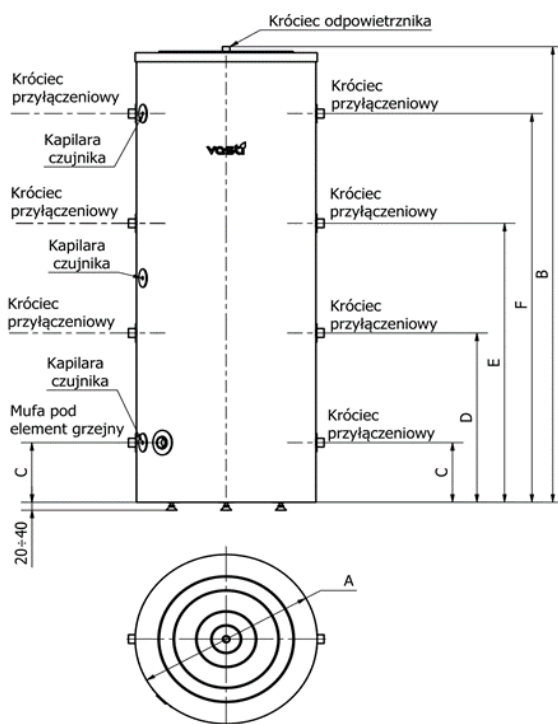 Króciec odpowietrznika
Króciec
przyłączeniowy
Króciec
przyłączeniowy
Kapilara
czujnika
vosti
Króciec
przyłączeniowy
Króciec
przyłączeniowy
Kapilara
czujnika
Króciec
przyłączeniowy
Króciec
przyłączeniowy
Kapilara
czujnika
Mufa pod
element grzejny
Króciec
przyłączeniowy
B
F
E
D
C
C
20÷40
A